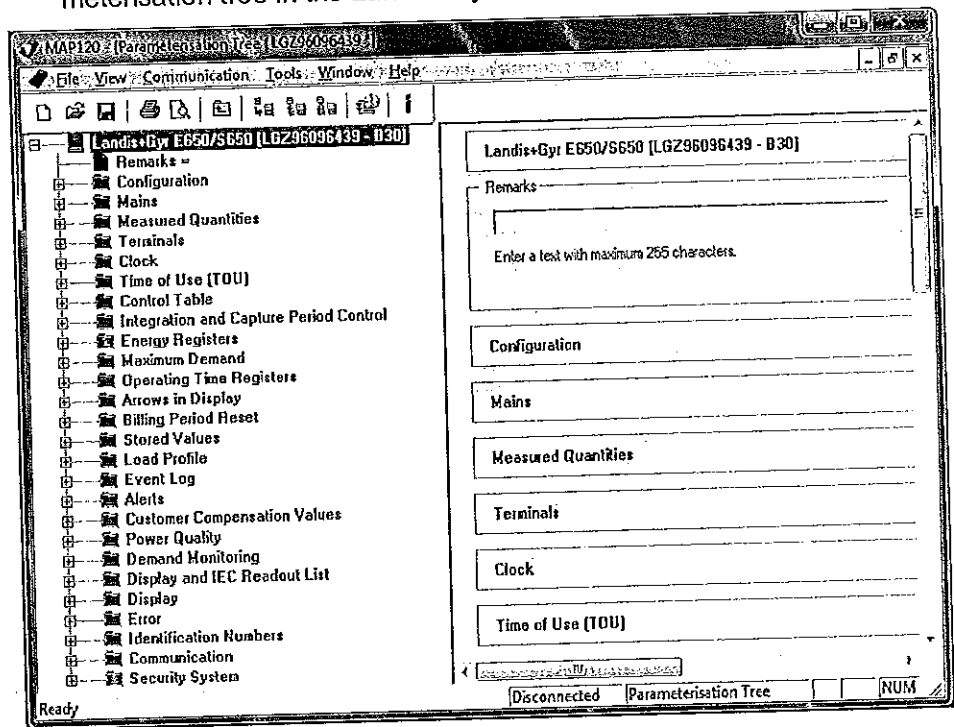 meterisation tree in the
MAP120 - [Parameterisation Tree (LGZ96096439)]
File View Communication Tools Window Help
Landis+Gyr E650/S650 [LGZ96096439 - D30]
Remarks =
Configuration
Mains
Measured Quantities
Terminals
Clock
Time of Use (TOU)
Control Table
Integration and Capture Period Control
Energy Registers
Maximum Demand
Operating Time Registers
Arrows in Display
Billing Period Reset
Stored Values
Load Profile
Event Log
Alerts
Customer Compensation Values
Power Quality
Demand Monitoring
Display and IEC Readout List
Display
Error
Identification Numbers
Communication
Security System
Landis+Gyr E650/S650 [LGZ96096439 - B30]
Remarks
Enter a text with maximum 255 characters.
Configuration
Mains
Measured Quantities
Terminals
Clock
Time of Use (TOU)
Ready
Disconnected
Parameterisation Tree
NUM